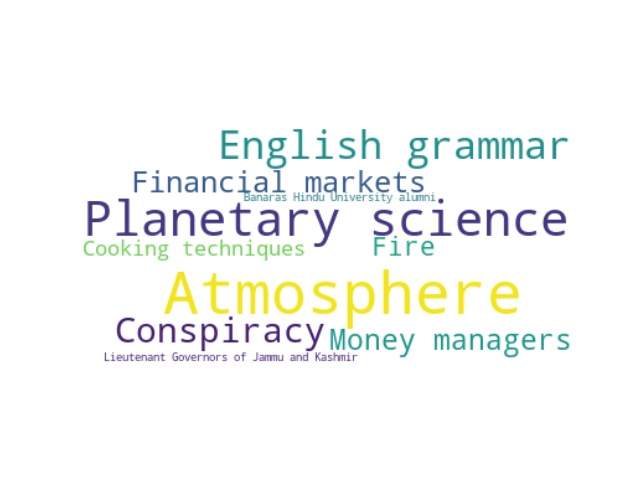 English grammar
Financial markets
Banaras Hindu University alumni
Planetary science
Cooking techniques
Fire
Atmosphere
Conspiracy
Money managers
Lieutenant Governors of Jammu and Kashmir